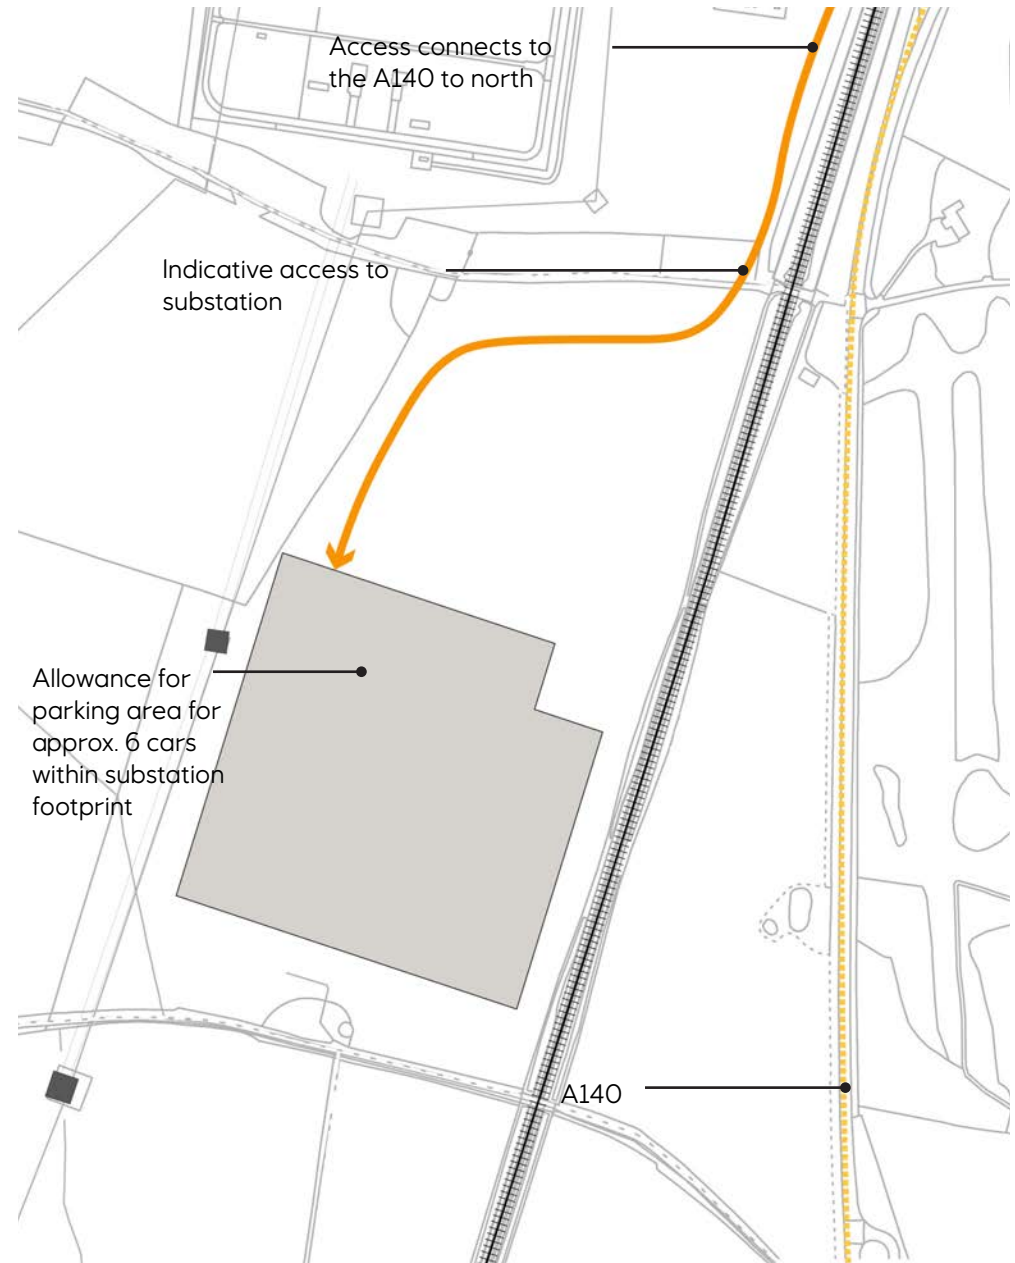 Access connects to
the A140 to north
Indicative access to
substation
Allowance for
parking area for
approx. 6 cars
within substation
footprint
A140